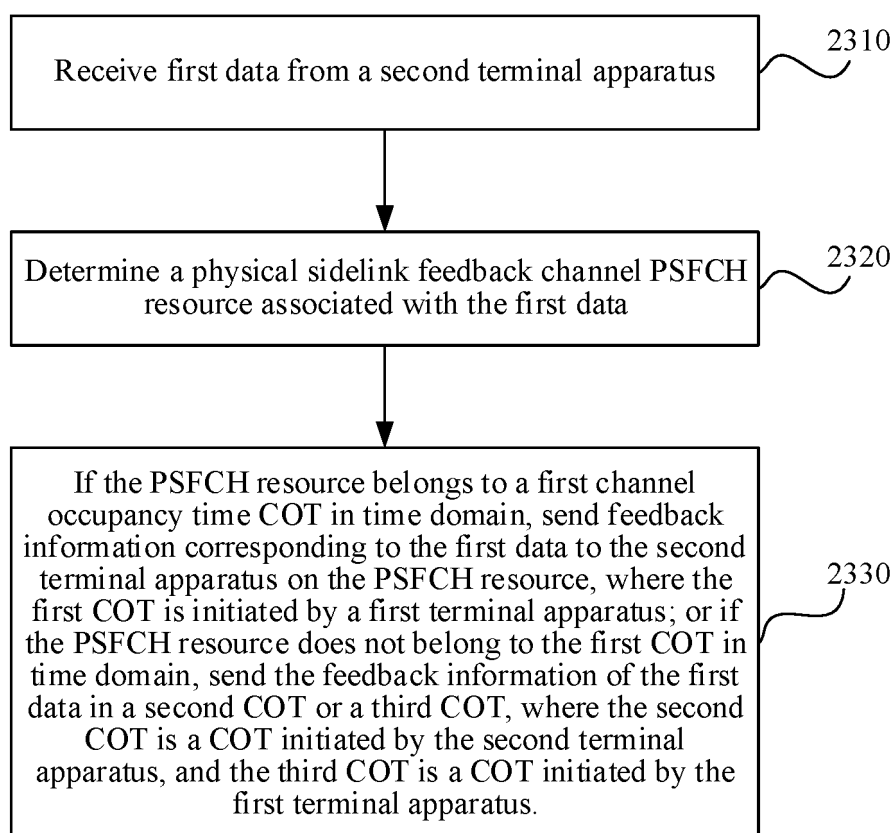 2310
Receive first data from a second terminal apparatus
2320
Determine a physical sidelink feedback channel PSFCH
resource associated with the first data
If the PSFCH resource belongs to a first channel
occupancy time COT in time domain, send feedback
information corresponding to the first data to the second
terminal apparatus on the PSFCH resource, where the
first COT is initiated by a first terminal apparatus; or if
the PSFCH resource does not belong to the first COT in
time domain, send the feedback information of the first
data in a second COT or a third COT, where the second
COT is a COT initiated by the second terminal
apparatus, and the third COT is a COT initiated by the
first terminal apparatus.
2330